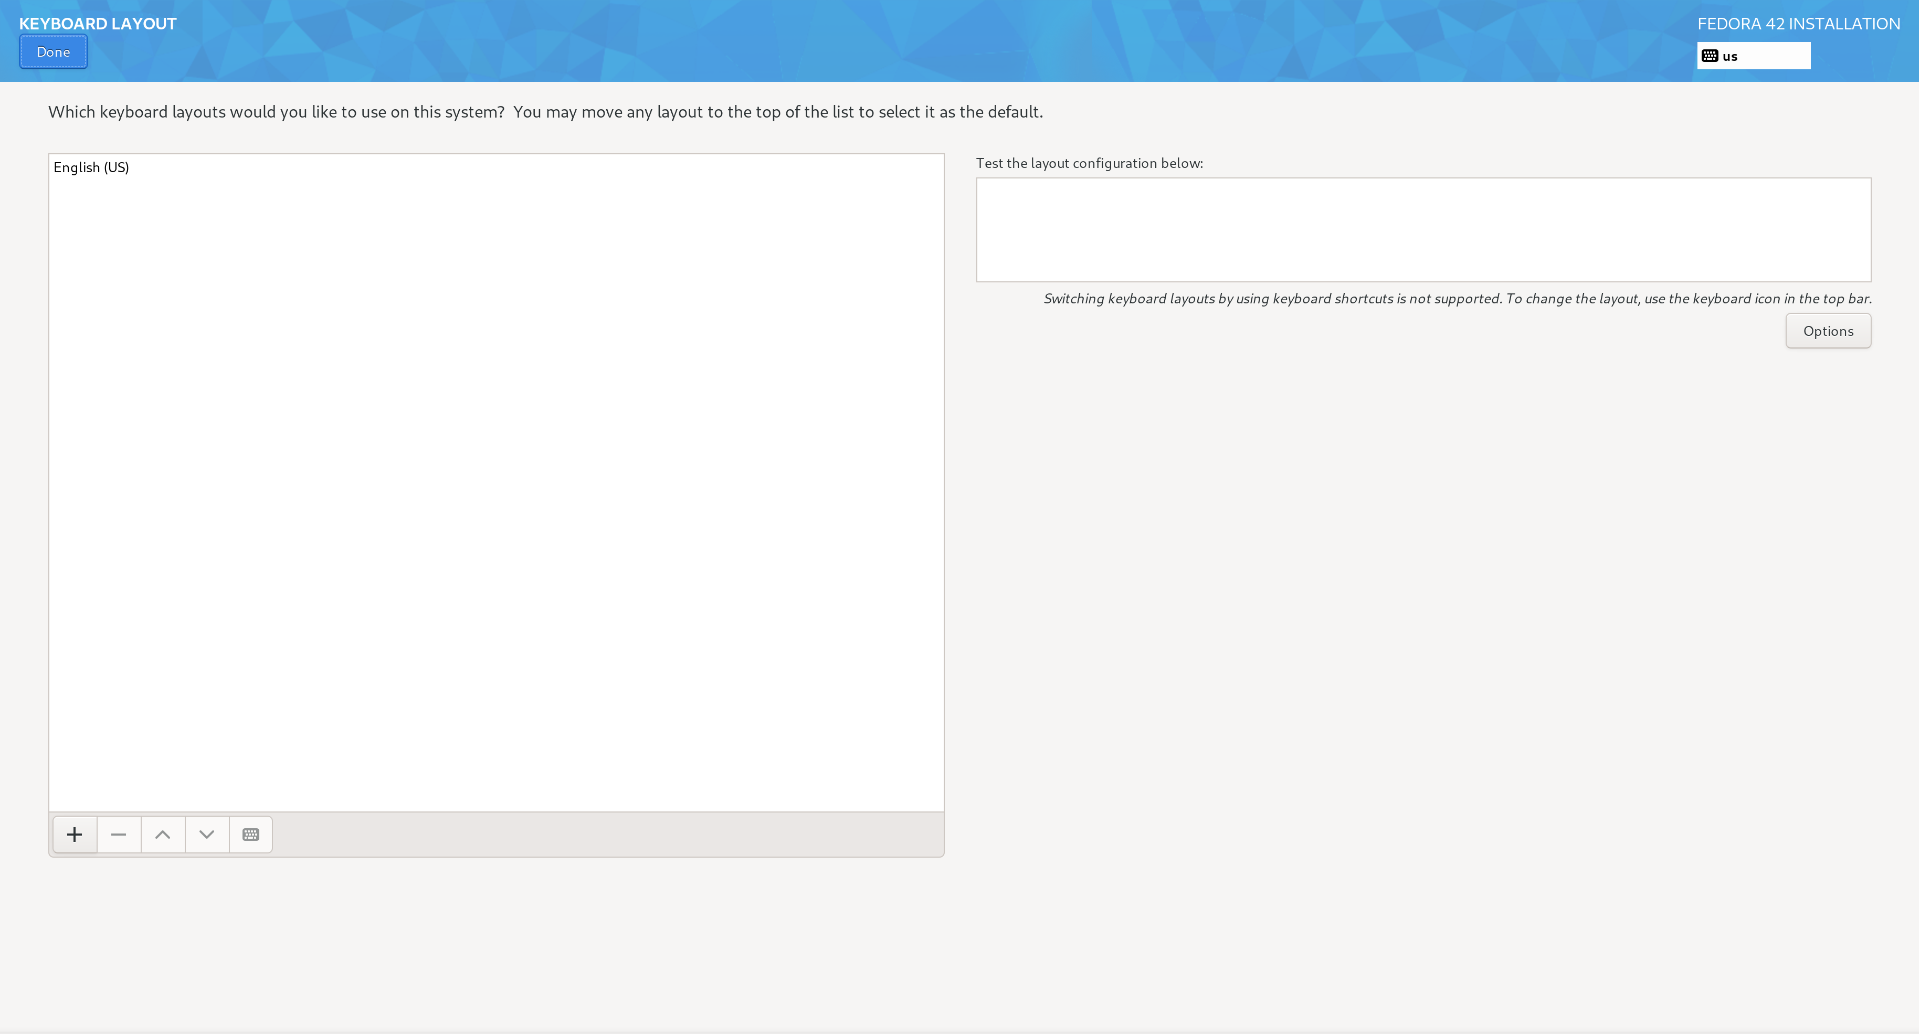 KEYBOARD LAYOUT
Done
FEDORA 42 INSTALLATION
us
Which keyboard layouts would you like to use on this system?  You may move any layout to the top of the list to select it as the default.
English (US)
Test the layout configuration below:
Switching keyboard layouts by using keyboard shortcuts is not supported. To change the layout, use the keyboard icon in the top bar.
Options